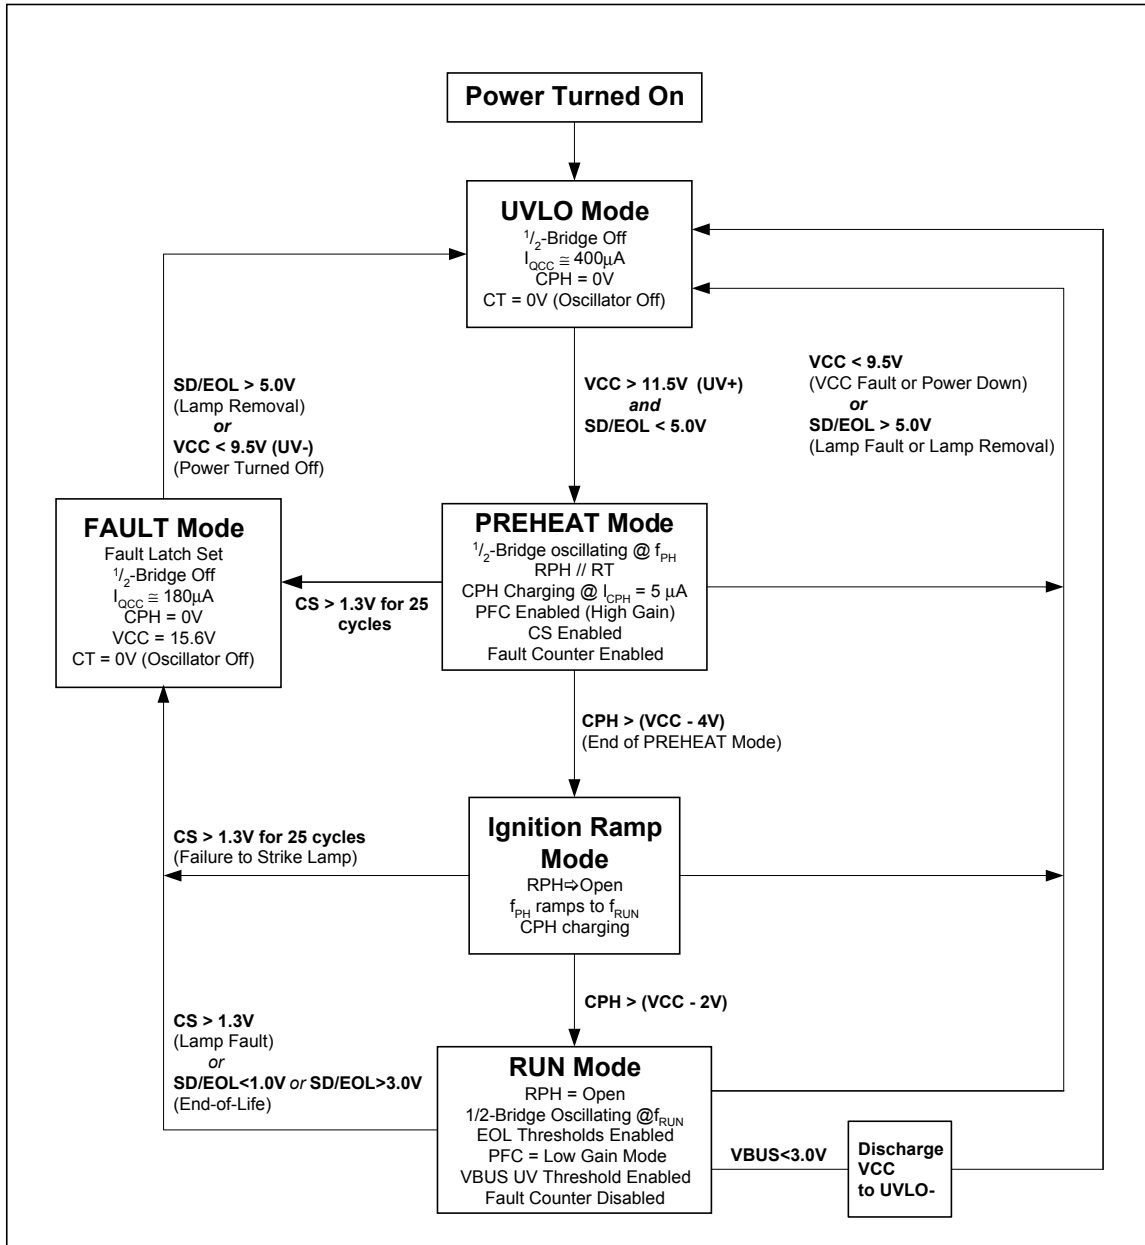 Power Turned On
UVLO Mode
1/2-Bridge Off
IQCC ≅ 400μA
CPH = 0V
CT = 0V (Oscillator Off)
SD/EOL > 5.0V
(Lamp Removal)
or
VCC < 9.5V (UV-)
(Power Turned Off)
VCC > 11.5V (UV+)
and
SD/EOL < 5.0V
VCC < 9.5V
(VCC Fault or Power Down)
or
SD/EOL > 5.0V
(Lamp Fault or Lamp Removal)
FAULT Mode
Fault Latch Set
1/2-Bridge Off
IQCC ≅ 180μA
CPH = 0V
VCC = 15.6V
CT = 0V (Oscillator Off)
CS > 1.3V for 25
cycles
PREHEAT Mode
1/2-Bridge oscillating @ fPH
RPH // RT
CPH Charging @ ICPH = 5 μA
PFC Enabled (High Gain)
CS Enabled
Fault Counter Enabled
CPH > (VCC - 4V)
(End of PREHEAT Mode)
CS > 1.3V for 25 cycles
(Failure to Strike Lamp)
Ignition Ramp
Mode
RPH⇨Open
fPH ramps to fRUN
CPH charging
CPH > (VCC - 2V)
CS > 1.3V
(Lamp Fault)
or
SD/EOL<1.0V or SD/EOL>3.0V
(End-of-Life)
RUN Mode
RPH = Open
1/2-Bridge Oscillating @fRUN
EOL Thresholds Enabled
PFC = Low Gain Mode
VBUS UV Threshold Enabled
Fault Counter Disabled
VBUS<3.0V
Discharge
VCC
to UVLO-